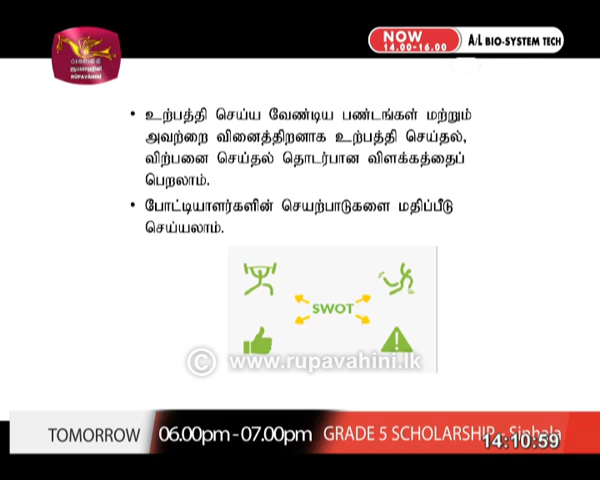 NOW
14.00-16.00
A/L BIO-SYSTEM TECH
RUPAVAHINI
• உற்பத்தி செய்ய வேண்டிய பண்டங்கள் மற்றும்
அவற்றை வினைத்திறனாக உற்பத்தி செய்தல்,
விற்பனை செய்தல் தொடர்பான விளக்கத்தைப்
பெறலாம்.
• போட்டியாளர்களின் செயற்பாடுகளை மதிப்பீடு
செய்யலாம்.
SWOT
© www.rupavahini.lk
TOMORROW 06.00pm - 07.00pm GRADE 5 SCHOLARSHIP - Sinhala
14:10:59